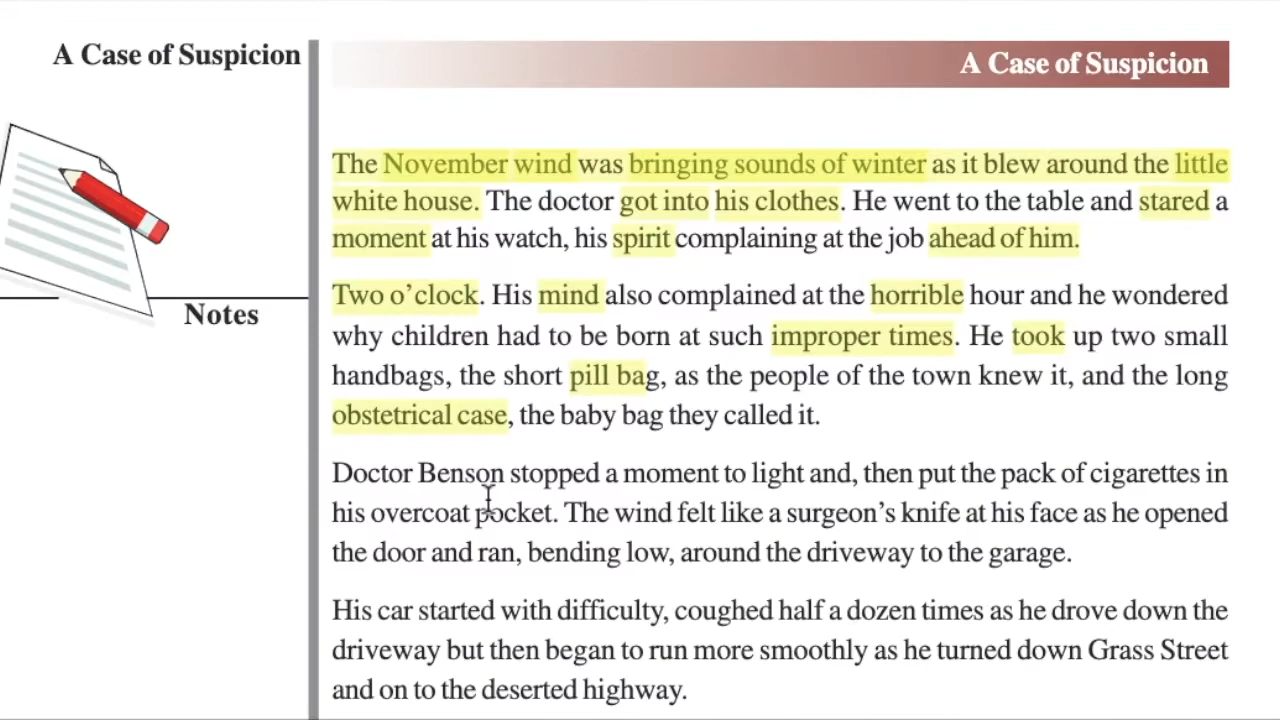 A Case of Suspicion
A Case of Suspicion
Notes
The November wind was bringing sounds of winter as it blew around the little
white house. The doctor got into his clothes. He went to the table and stared a
moment at his watch, his spirit complaining at the job ahead of him.
Two o'clock. His mind also complained at the horrible hour and he wondered
why children had to be born at such improper times. He took up two small
handbags, the short pill bag, as the people of the town knew it, and the long
obstetrical case, the baby bag they called it.
Doctor Benson stopped a moment to light and, then put the pack of cigarettes in
his overcoat pocket. The wind felt like a surgeon's knife at his face as he opened
the door and ran, bending low, around the driveway to the garage.
His car started with difficulty, coughed half a dozen times as he drove down the
driveway but then began to run more smoothly as he turned down Grass Street
and on to the deserted highway.